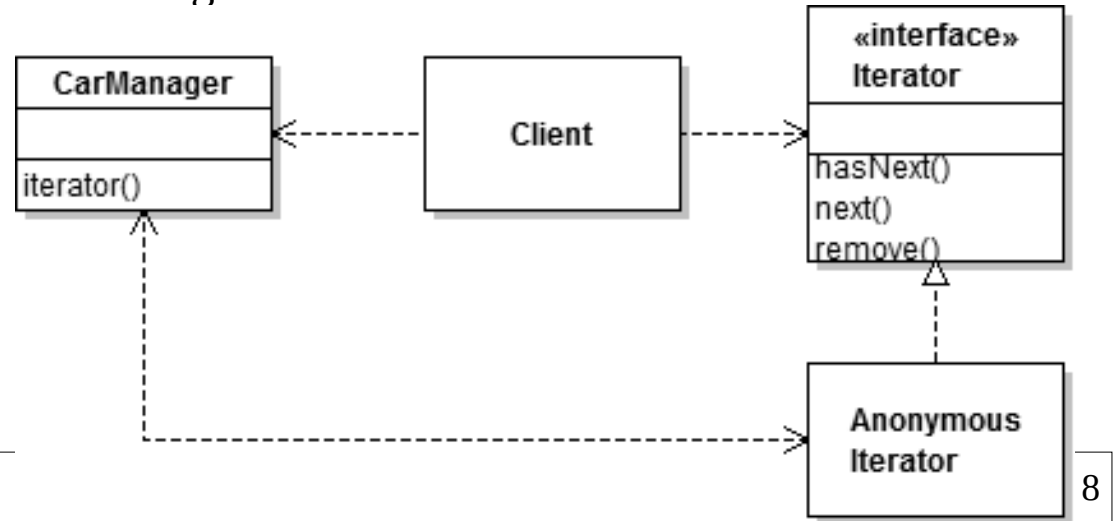 CarManager
iterator()
Client
«interface»
Iterator
hasNext()
next()
remove()
Anonymous
Iterator
8